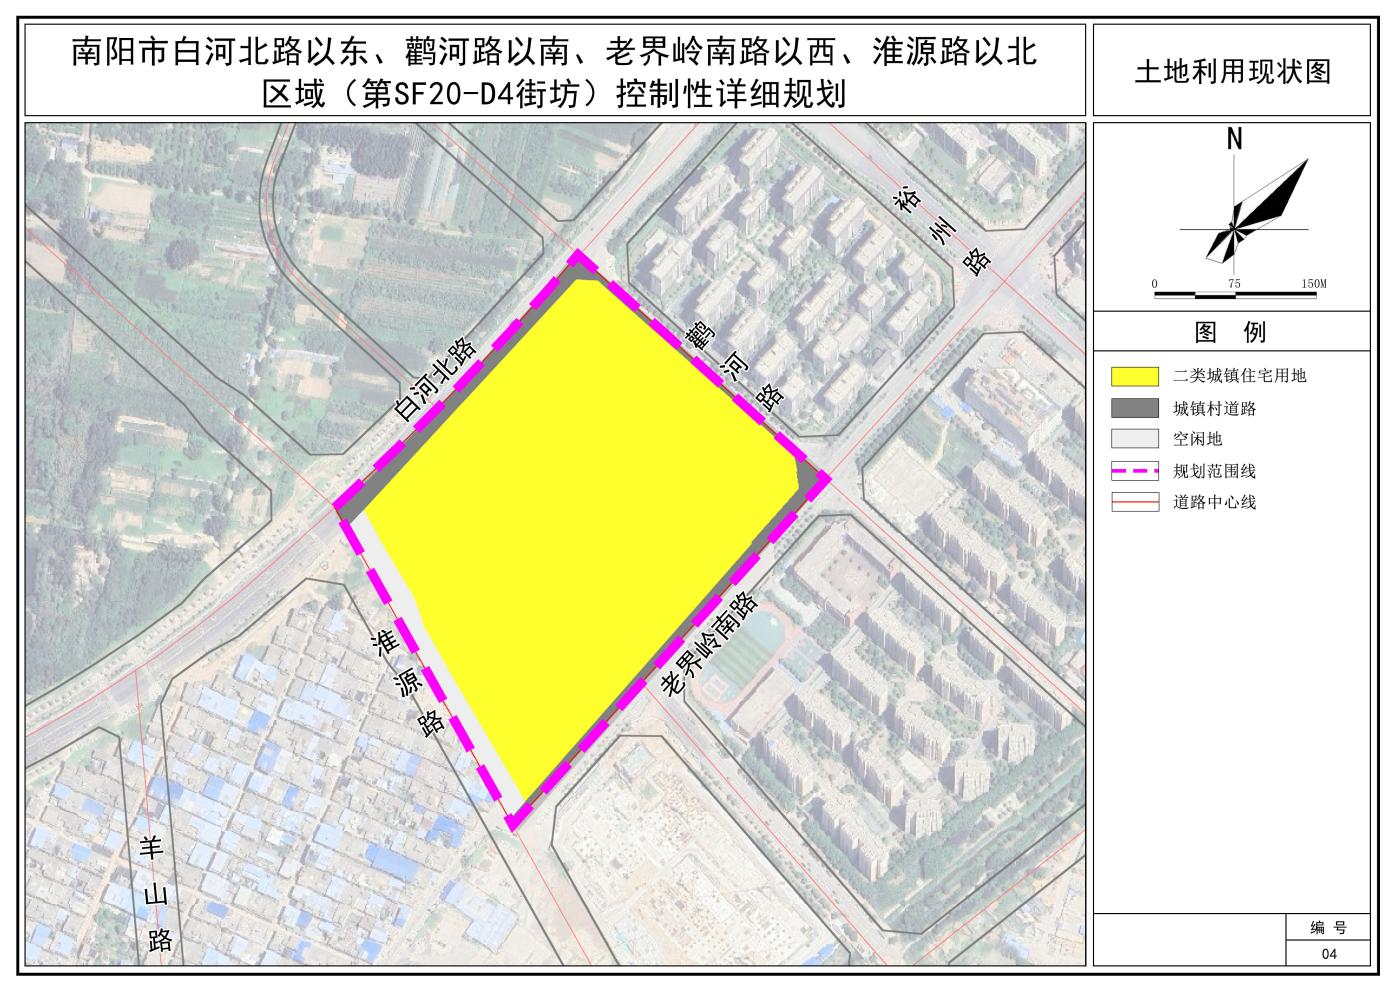 南阳市白河北路以东、鹳河路以南、老界岭南路以西、淮源路以北
区域（第SF20-D4街坊）控制性详细规划
土地利用现状图
N
0 75 150M
图 例
二类城镇住宅用地
城镇村道路
空闲地
规划范围线
道路中心线
裕州路
鹳河路
白河北路
淮源路
老界岭南路
羊山路
编 号
04